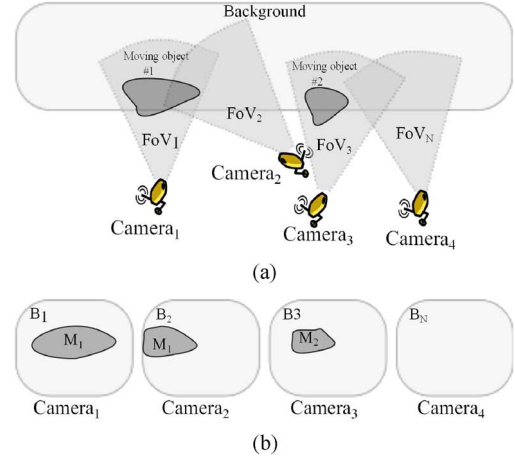 Background
Moving object
#1
Moving object
#2
FoV1
FoV2
FoV3
FoVN
Camera2
Camera1
Camera3
Camera4
(a)
B1
B2
B3
BN
M1
M1
M2
Camera1
Camera2
Camera3
Camera4
(b)